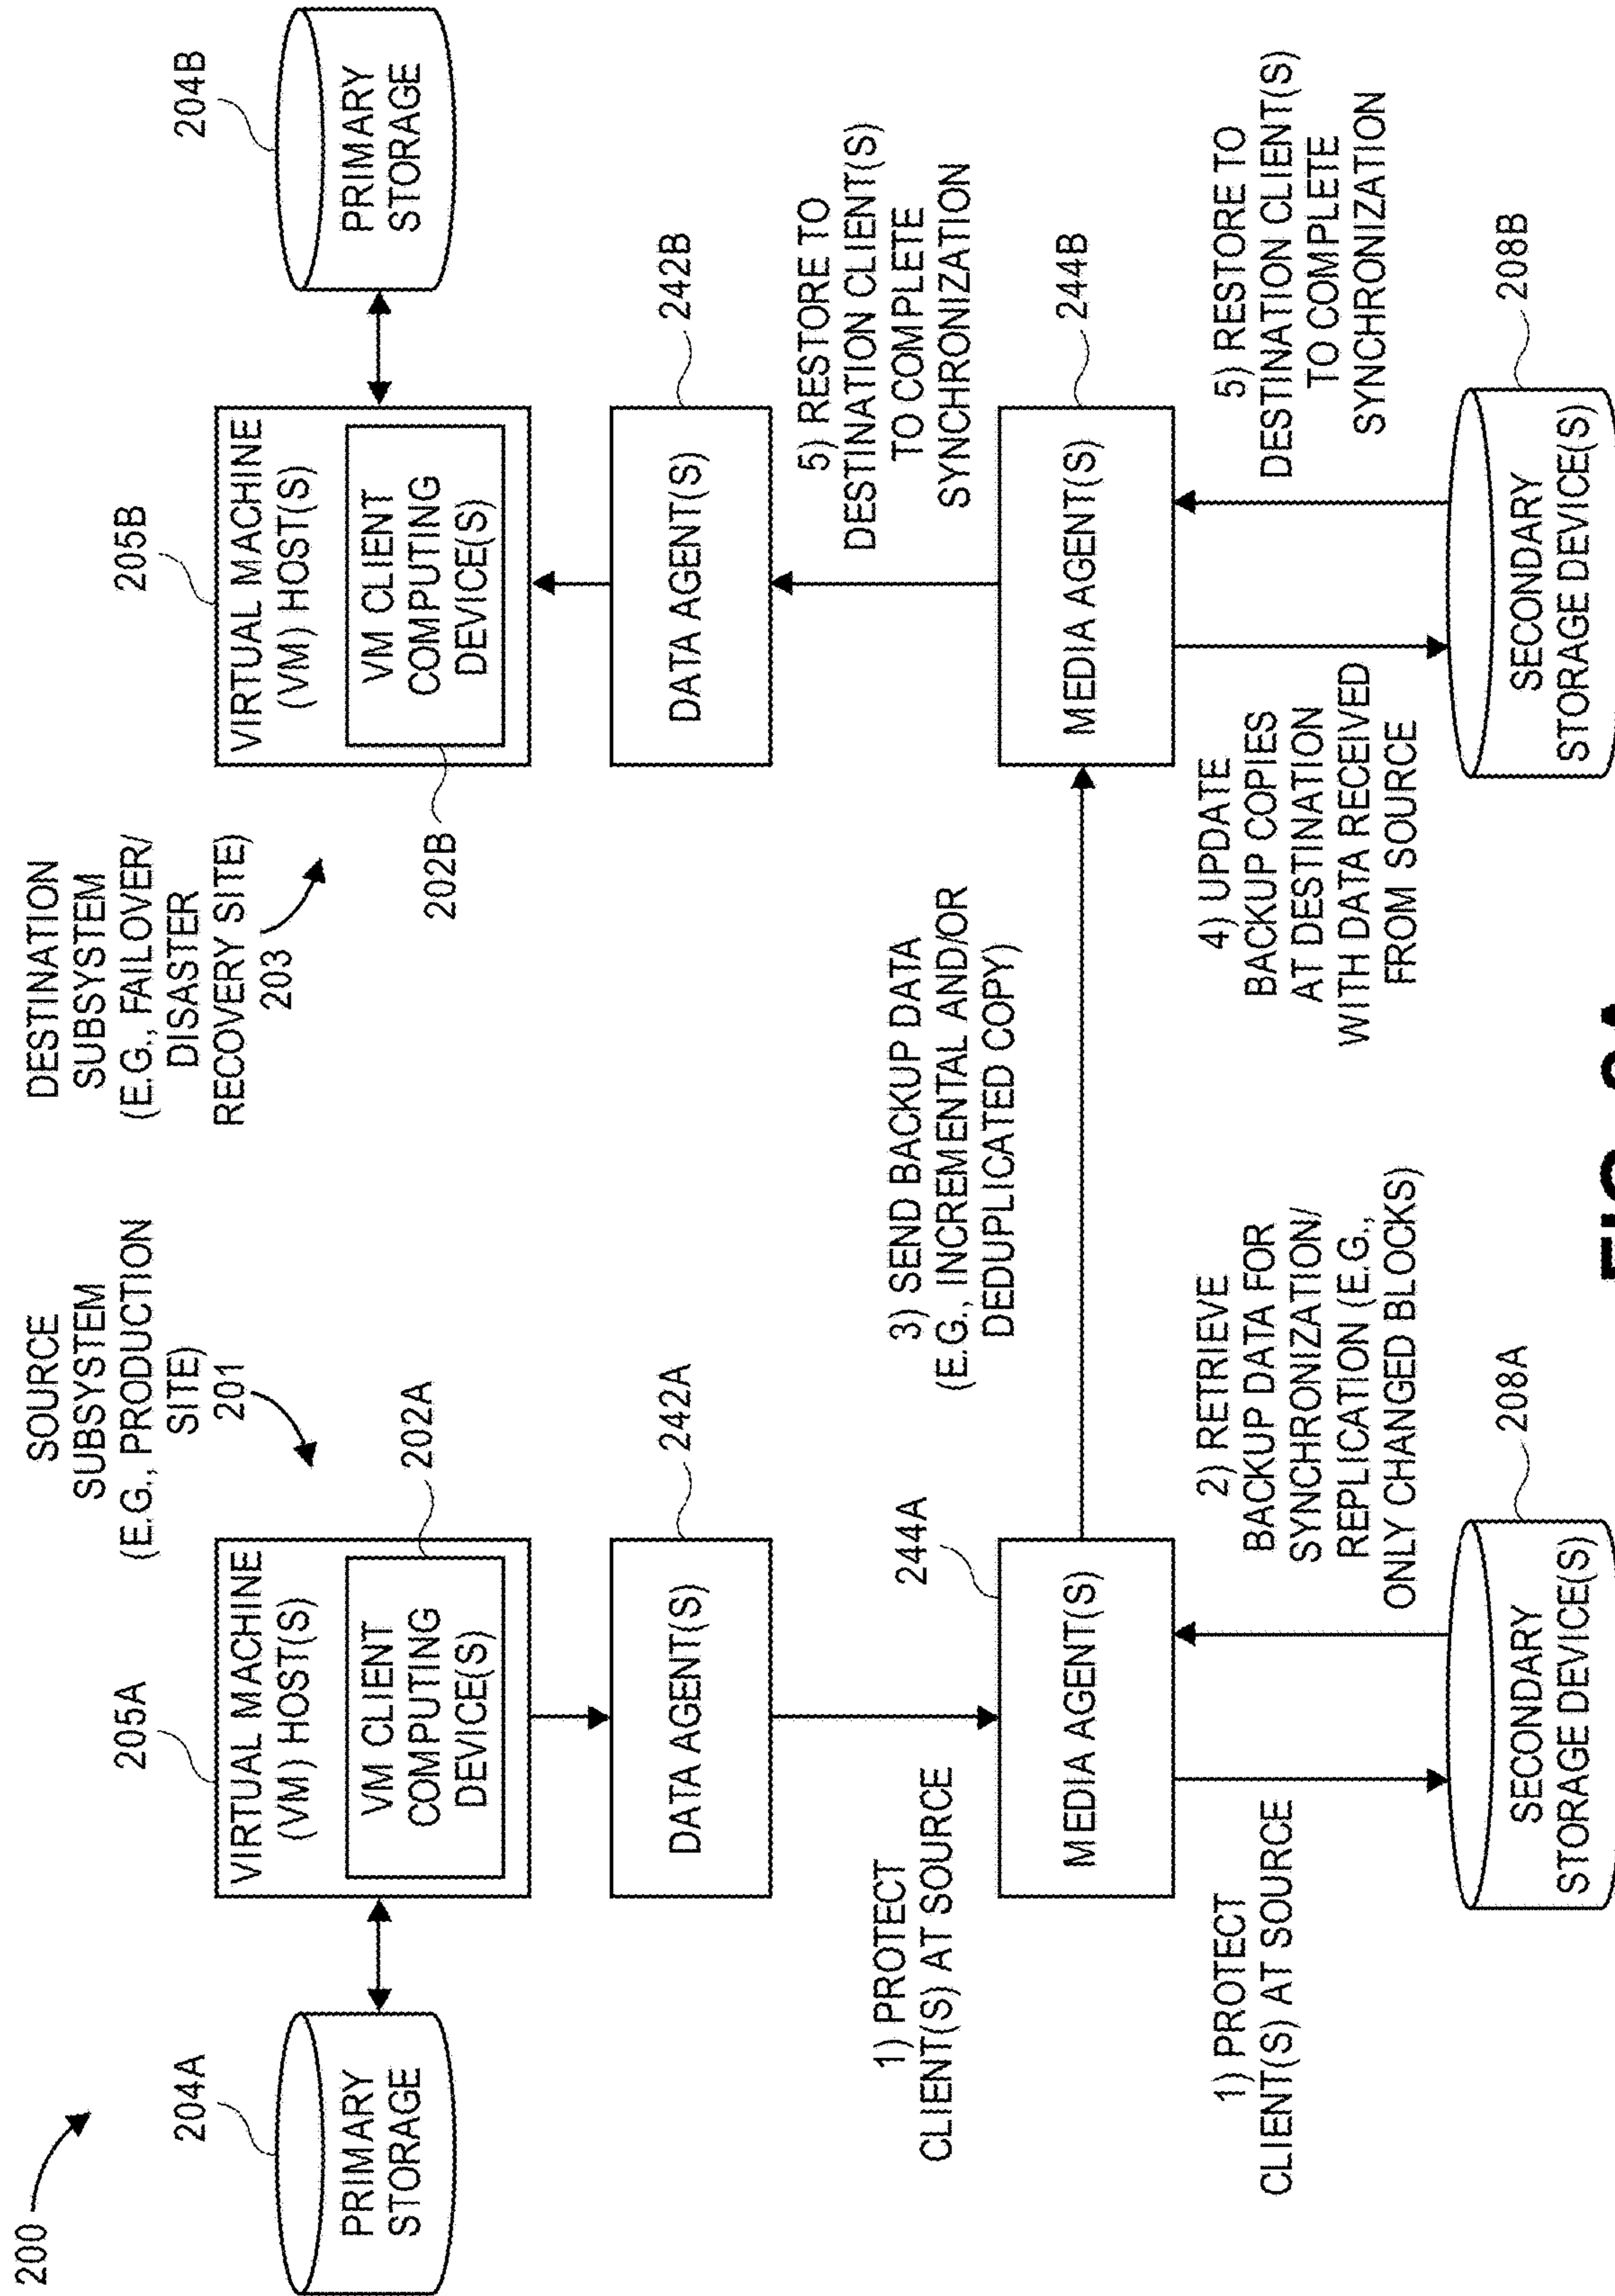 200
SOURCE
SUBSYSTEM
(E.G., PRODUCTION
SITE)
201
DESTINATION
SUBSYSTEM
(E.G., FAILOVER/
DISASTER
RECOVERY SITE)
203
204A
PRIMARY
STORAGE
205A
VIRTUAL MACHINE
(VM) HOST(S)
VM CLIENT
COMPUTING
DEVICE(S)
202A
205B
VIRTUAL MACHINE
(VM) HOST(S)
VM CLIENT
COMPUTING
DEVICE(S)
202B
204B
PRIMARY
STORAGE
DATA AGENT(S)
242A
DATA AGENT(S)
242B
1) PROTECT
CLIENT(S) AT SOURCE
3) SEND BACKUP DATA
(E.G., INCREMENTAL AND/OR
DEDUPLICATED COPY)
5) RESTORE TO
DESTINATION CLIENT(S)
TO COMPLETE
SYNCHRONIZATION
MEDIA AGENT(S)
244A
MEDIA AGENT(S)
244B
1) PROTECT
CLIENT(S) AT SOURCE
2) RETRIEVE
BACKUP DATA FOR
SYNCHRONIZATION/
REPLICATION (E.G.,
ONLY CHANGED BLOCKS)
4) UPDATE
BACKUP COPIES
AT DESTINATION
WITH DATA RECEIVED
FROM SOURCE
5) RESTORE TO
DESTINATION CLIENT(S)
TO COMPLETE
SYNCHRONIZATION
SECONDARY
STORAGE DEVICE(S)
208A
SECONDARY
STORAGE DEVICE(S)
208B
FIG.